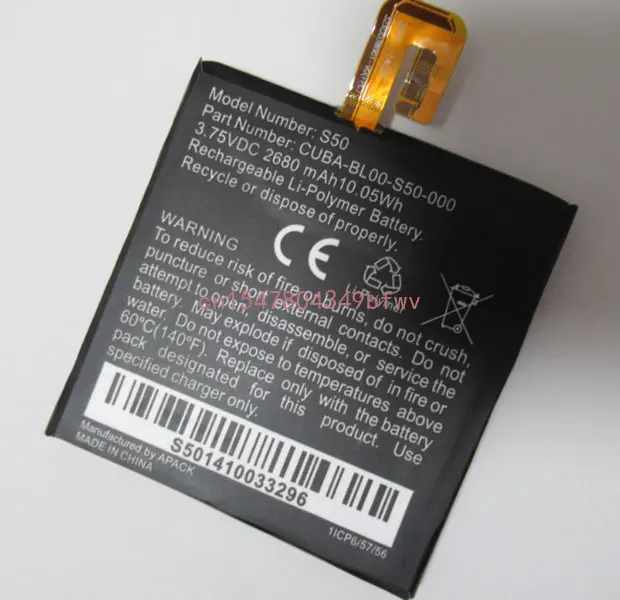 Model Number: S50
Part Number: CUBA-BL00-S50-000
3.75VDC 2680 mAh10.05Wh
Rechargeable Li-Polymer Battery.
Recycle or dispose of properly.
WARNING
To reduce risk of fire or burns, do not crush,
puncture or short external contacts. Do not
attempt to open, disassemble, or service the
battery. May explode if disposed of in fire or
water. Do not expose to temperatures above
60ºC(140ºF). Replace only with the battery
pack designated for this product. Use
specified charger only.
S501410033296
Manufactured by APACK
MADE IN CHINA
1ICP6/57/56
cn1547804349bfwv